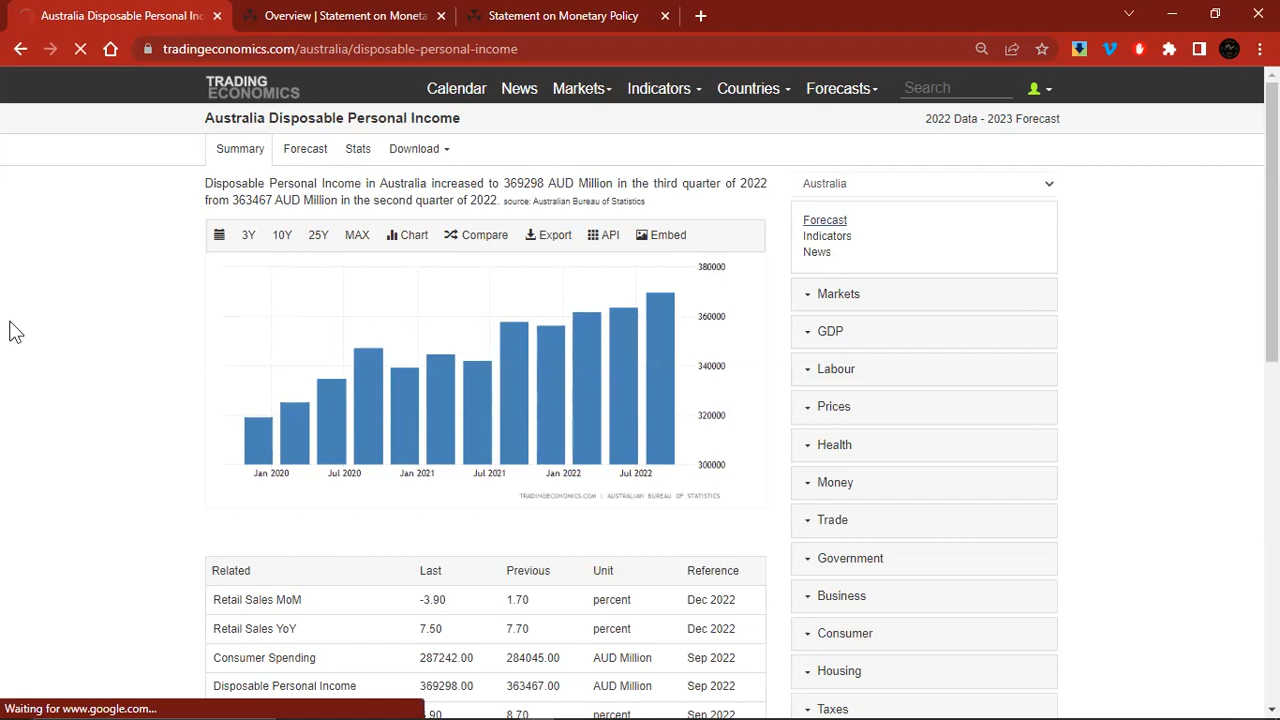 Australia Disposable Personal Inc
Overview | Statement on Moneta
Statement on Monetary Policy
tradingeconomics.com/australia/disposable-personal-income
TRADING
ECONOMICS
Calendar News Markets Indicators Countries Forecasts Search
Australia Disposable Personal Income
2022 Data - 2023 Forecast
Summary Forecast Stats Download
Disposable Personal Income in Australia increased to 369298 AUD Million in the third quarter of 2022
from 363467 AUD Million in the second quarter of 2022. source: Australian Bureau of Statistics
3Y 10Y 25Y MAX Chart Compare Export API Embed
380000
360000
340000
320000
300000
Jan 2020 Jul 2020 Jan 2021 Jul 2021 Jan 2022 Jul 2022
TRADINGECONOMICS.COM | AUSTRALIAN BUREAU OF STATISTICS
Related Last Previous Unit Reference
Retail Sales MoM -3.90 1.70 percent Dec 2022
Retail Sales YoY 7.50 7.70 percent Dec 2022
Consumer Spending 287242.00 284045.00 AUD Million Sep 2022
Disposable Personal Income 369298.00 363467.00 AUD Million Sep 2022
.90 8.70 percent Sep 2022
Australia
Forecast
Indicators
News
Markets
GDP
Labour
Prices
Health
Money
Trade
Government
Business
Consumer
Housing
Taxes
Waiting for www.google.com...